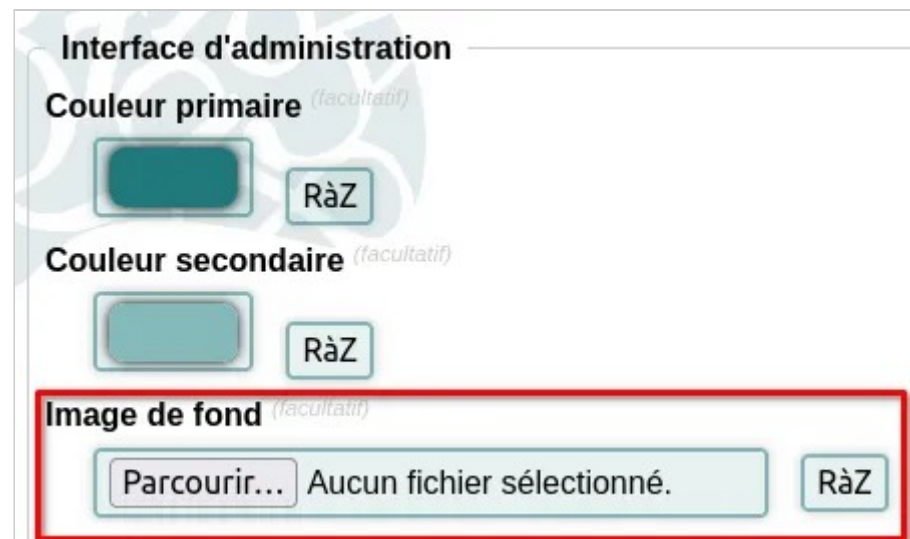 Interface d'administration
Couleur primaire (facultatif)
RàZ
Couleur secondaire (facultatif)
RàZ
Image de fond (facultatif)
Parcourir... Aucun fichier sélectionné. RàZ